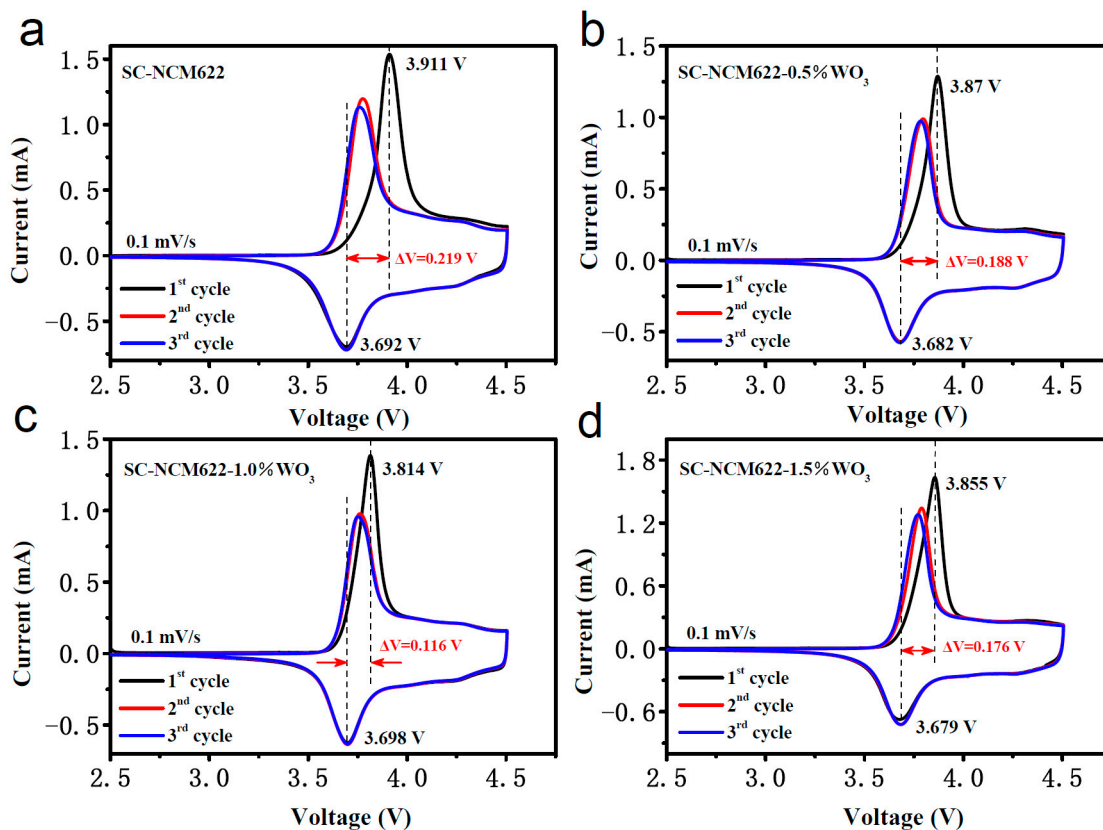 a
SC-NCM622
3.911 V
0.1 mV/s
ΔV=0.219 V
1st cycle
2nd cycle
3rd cycle
3.692 V
1.5
1.0
0.5
0.0
−0.5
Current (mA)
2.5 3.0 3.5 4.0 4.5
Voltage (V)
b
SC-NCM622-0.5%WO3
3.87 V
0.1 mV/s
ΔV=0.188 V
1st cycle
2nd cycle
3rd cycle
3.682 V
1.5
1.0
0.5
0.0
−0.5
Current (mA)
2.5 3.0 3.5 4.0 4.5
Voltage (V)
c
SC-NCM622-1.0%WO3
3.814 V
0.1 mV/s
ΔV=0.116 V
1st cycle
2nd cycle
3rd cycle
3.698 V
1.5
1.0
0.5
0.0
−0.5
Current (mA)
2.5 3.0 3.5 4.0 4.5
Voltage (V)
d
SC-NCM622-1.5%WO3
3.855 V
0.1 mV/s
ΔV=0.176 V
1st cycle
2nd cycle
3rd cycle
3.679 V
1.8
1.2
0.6
0.0
−0.6
Current (mA)
2.5 3.0 3.5 4.0 4.5
Voltage (V)